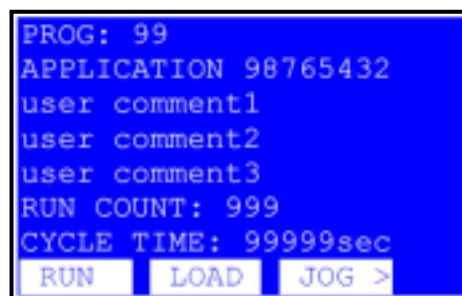 PROG: 99
APPLICATION 98765432
user comment1
user comment2
user comment3
RUN COUNT: 999
CYCLE TIME: 99999sec
RUN LOAD JOG >